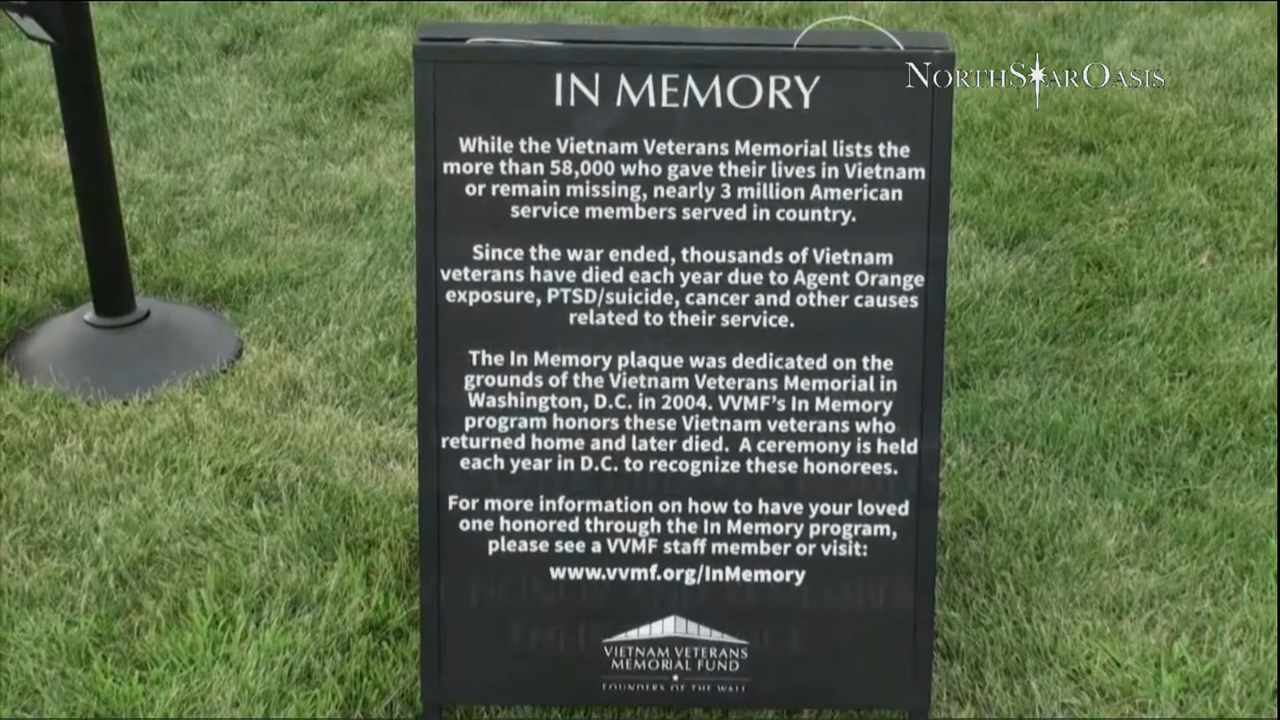 NORTHSTAROASIS
IN MEMORY
While the Vietnam Veterans Memorial lists the
more than 58,000 who gave their lives in Vietnam
or remain missing, nearly 3 million American
service members served in country.
Since the war ended, thousands of Vietnam
veterans have died each year due to Agent Orange
exposure, PTSD/suicide, cancer and other causes
related to their service.
The In Memory plaque was dedicated on the
grounds of the Vietnam Veterans Memorial in
Washington, D.C. in 2004. VVMF's In Memory
program honors these Vietnam veterans who
returned home and later died. A ceremony is held
each year in D.C. to recognize these honorees.
For more information on how to have your loved
one honored through the In Memory program,
please see a VVMF staff member or visit:
www.vvmf.org/InMemory
VIETNAM VETERANS
MEMORIAL FUND
FOUNDERS OF THE WALL